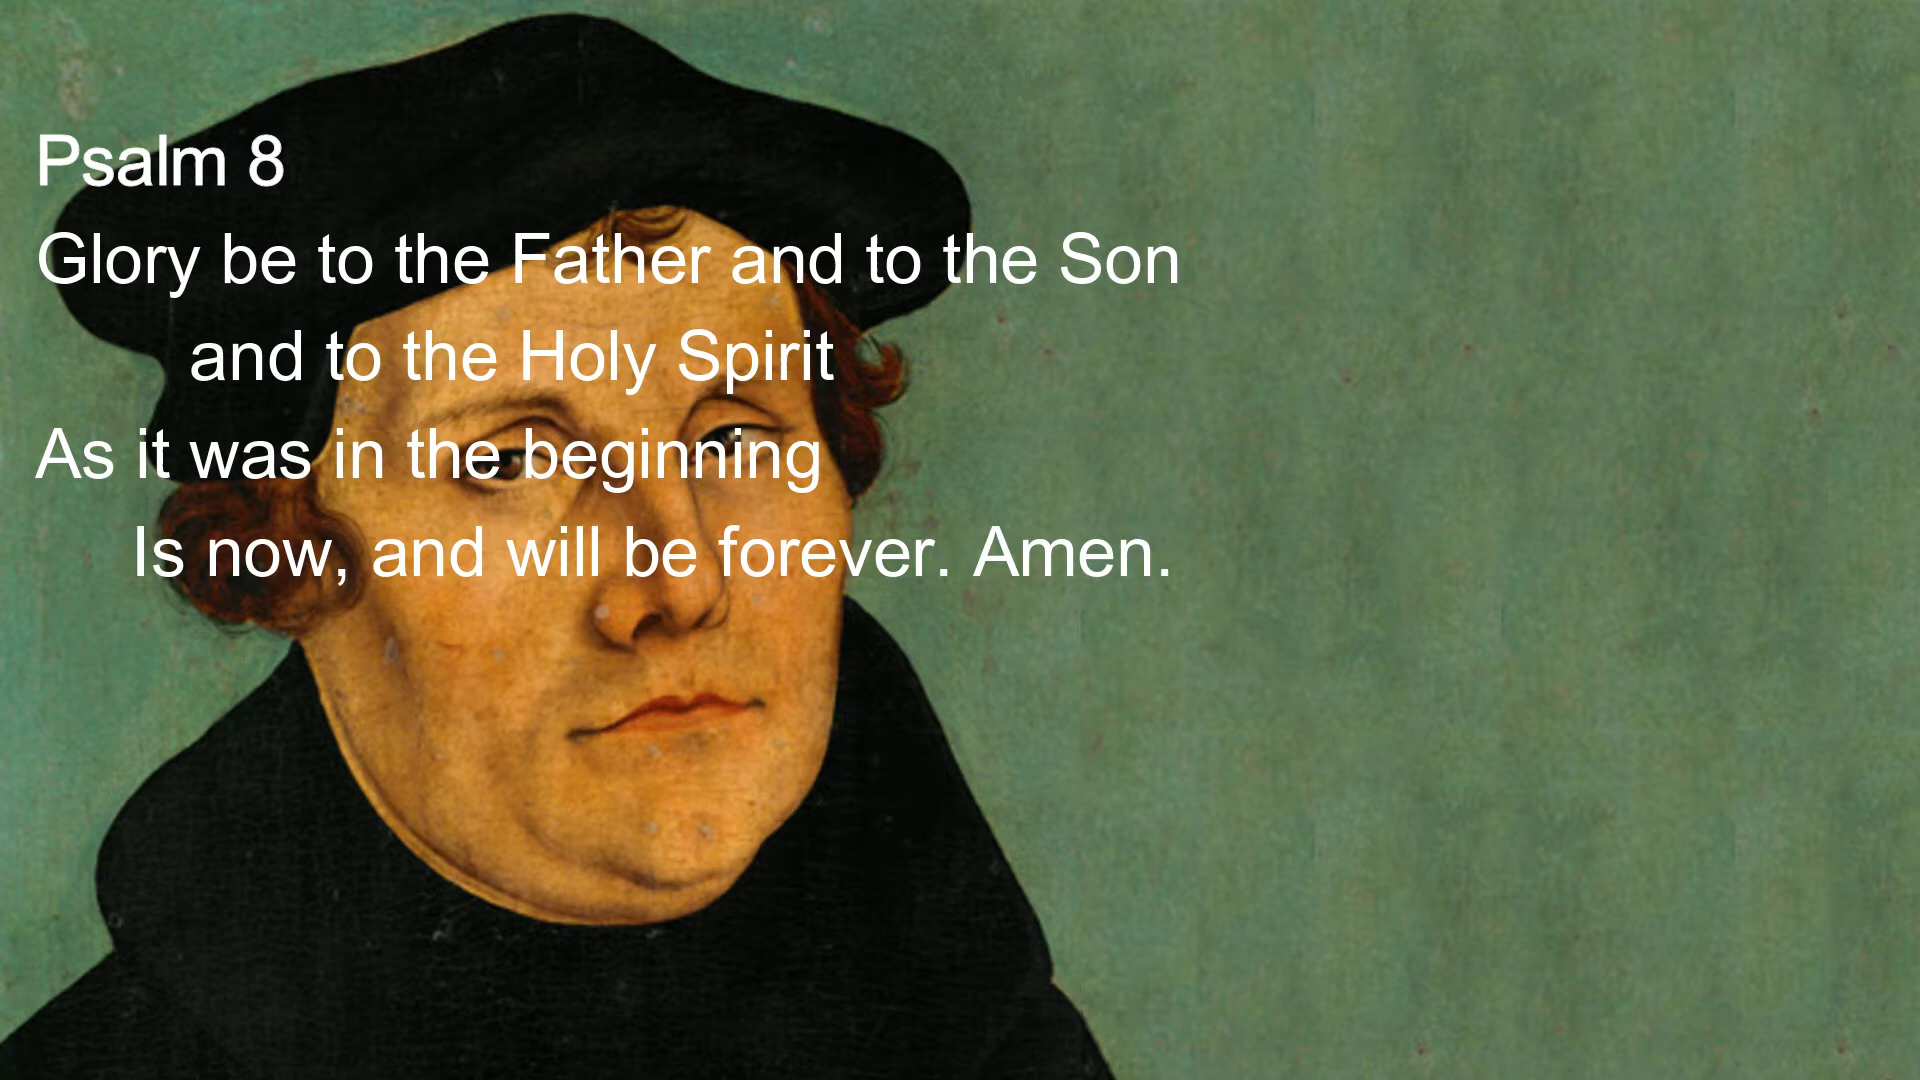 Psalm 8
Glory be to the Father and to the Son
and to the Holy Spirit
As it was in the beginning
Is now, and will be forever. Amen.